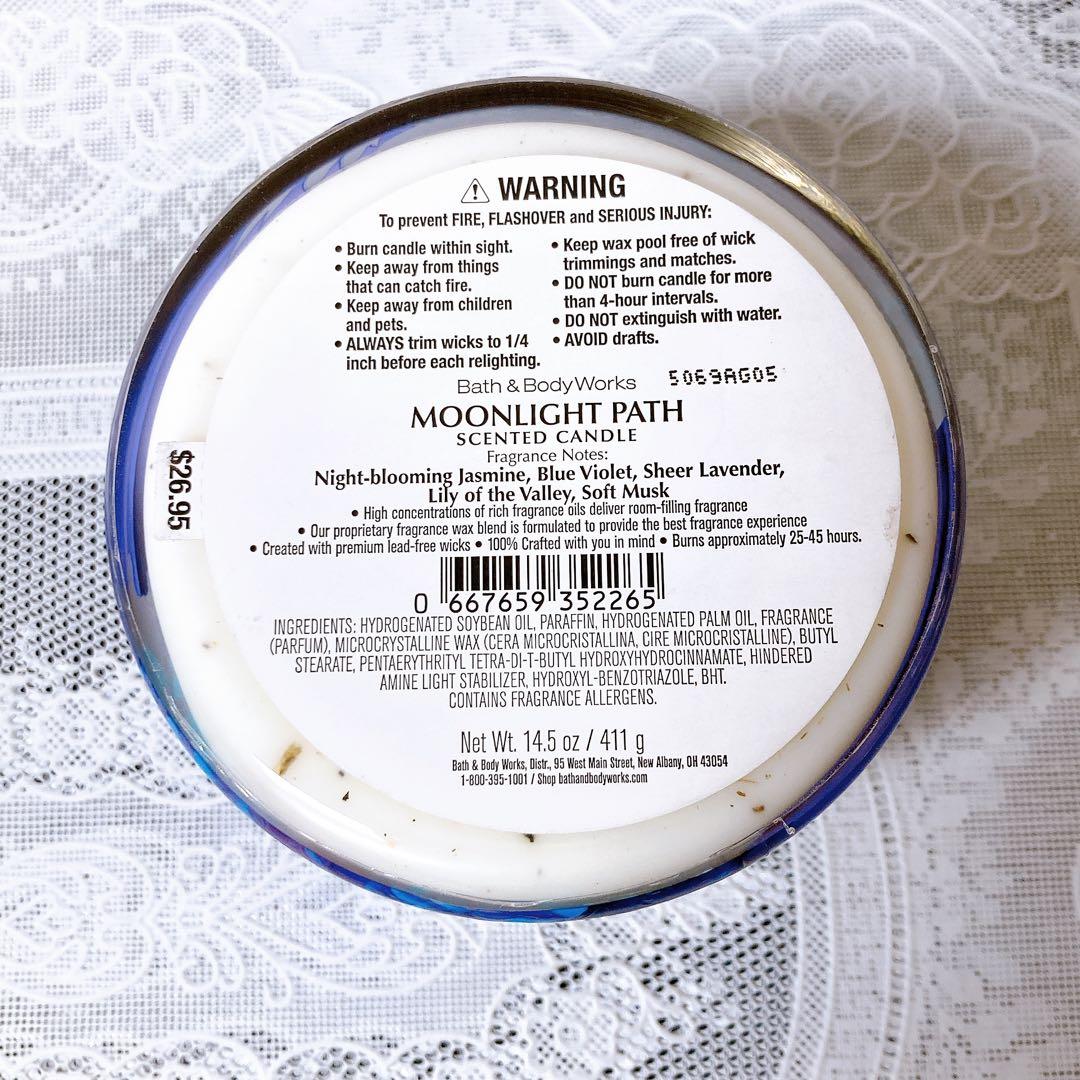 ⚠ WARNING
To prevent FIRE, FLASHOVER and SERIOUS INJURY:
• Burn candle within sight.
• Keep away from things
that can catch fire.
• Keep away from children
and pets.
• ALWAYS trim wicks to 1/4
inch before each relighting.
• Keep wax pool free of wick
trimmings and matches.
• DO NOT burn candle for more
than 4-hour intervals.
• DO NOT extinguish with water.
• AVOID drafts.
Bath & Body Works
5069AG05
MOONLIGHT PATH
SCENTED CANDLE
Fragrance Notes:
Night-blooming Jasmine, Blue Violet, Sheer Lavender,
Lily of the Valley, Soft Musk
• High concentrations of rich fragrance oils deliver room-filling fragrance
• Our proprietary fragrance wax blend is formulated to provide the best fragrance experience
• Created with premium lead-free wicks • 100% Crafted with you in mind • Burns approximately 25-45 hours.
$26.95
0 667659 352265
INGREDIENTS: HYDROGENATED SOYBEAN OIL, PARAFFIN, HYDROGENATED PALM OIL, FRAGRANCE
(PARFUM), MICROCRYSTALLINE WAX (CERA MICROCRISTALLINA, CIRE MICROCRISTALLINE), BUTYL
STEARATE, PENTAERYTHRITYL TETRA-DI-T-BUTYL HYDROXYHYDROCINNAMATE, HINDERED
AMINE LIGHT STABILIZER, HYDROXYL-BENZOTRIAZOLE, BHT.
CONTAINS FRAGRANCE ALLERGENS.
Net Wt. 14.5 oz / 411 g
Bath & Body Works, Distr., 95 West Main Street, New Albany, OH 43054
1-800-395-1001 / Shop bathandbodyworks.com